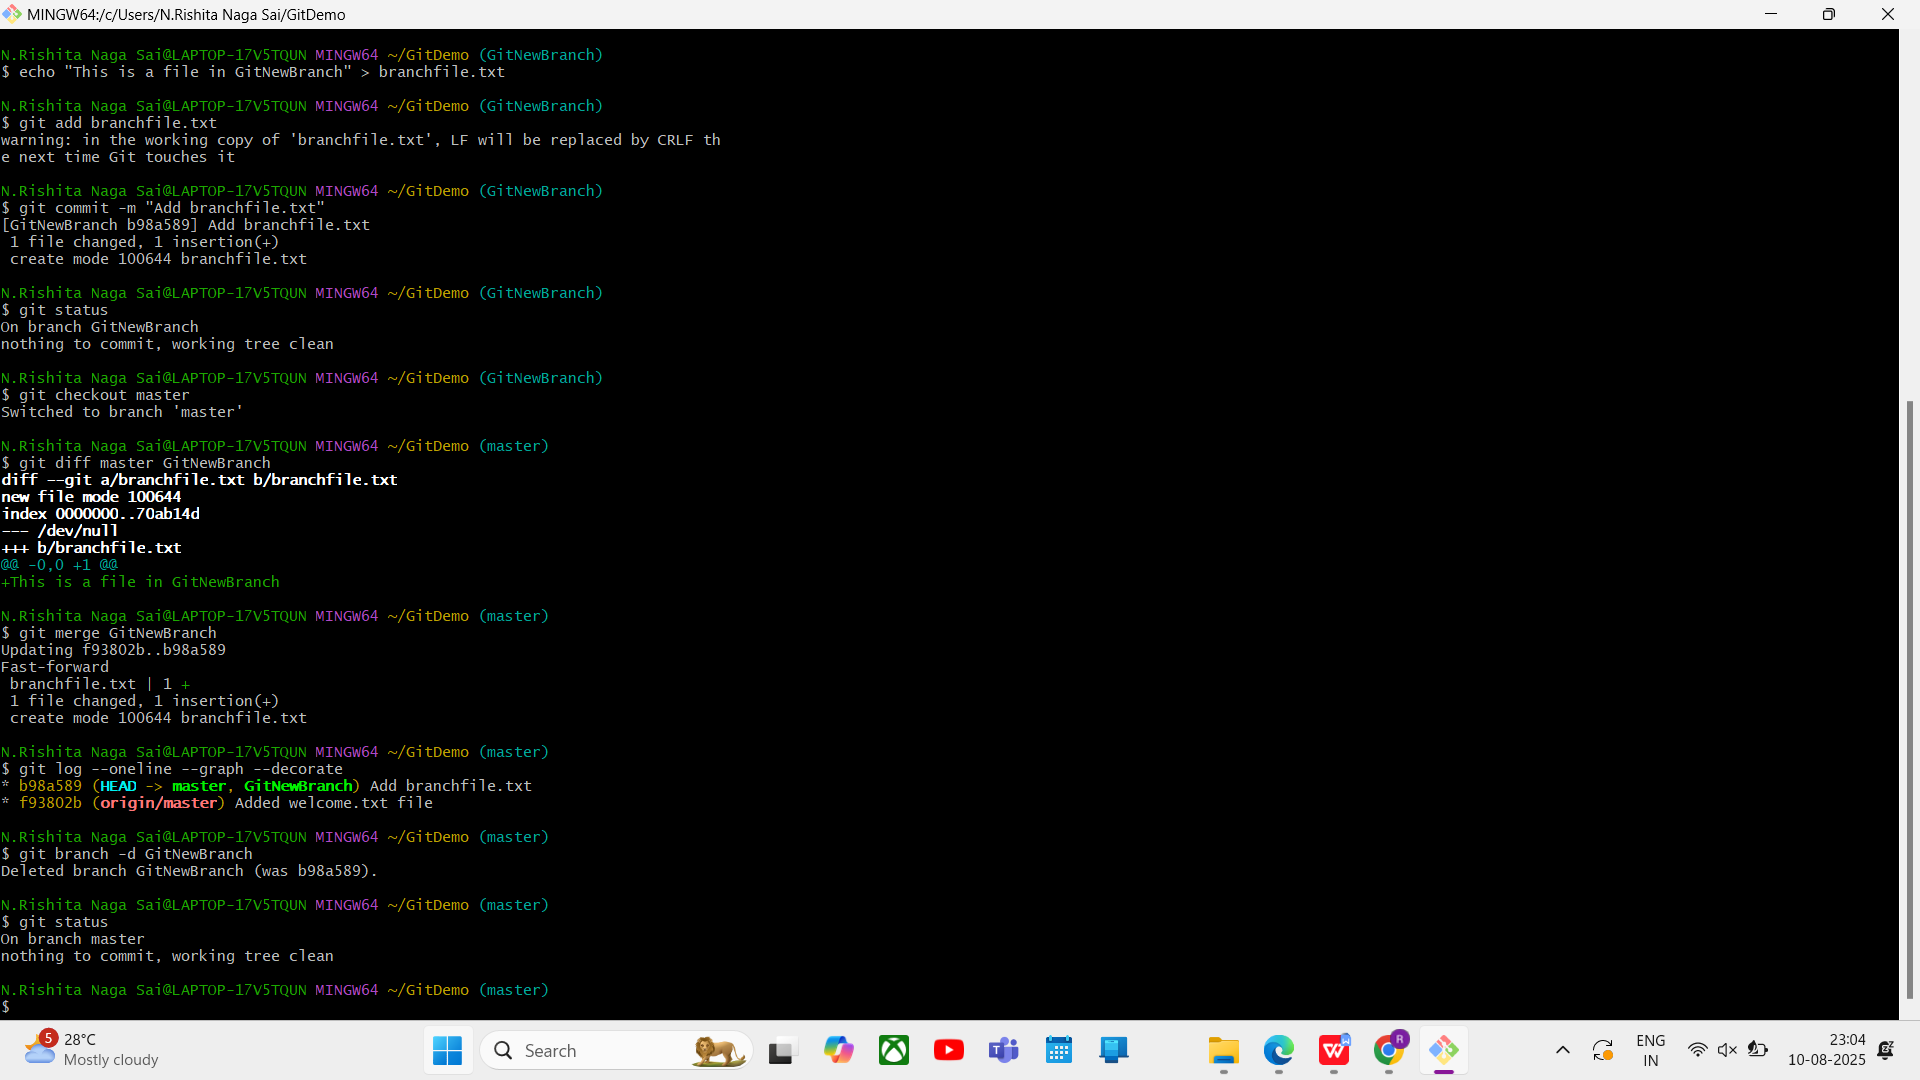 MINGW64:/c/Users/N.Rishita Naga Sai/GitDemo
N.Rishita Naga Sai@LAPTOP-17V5TQUN MINGW64 ~/GitDemo (GitNewBranch)
$ echo "This is a file in GitNewBranch" > branchfile.txt
N.Rishita Naga Sai@LAPTOP-17V5TQUN MINGW64 ~/GitDemo (GitNewBranch)
$ git add branchfile.txt
warning: in the working copy of 'branchfile.txt', LF will be replaced by CRLF th
e next time Git touches it
N.Rishita Naga Sai@LAPTOP-17V5TQUN MINGW64 ~/GitDemo (GitNewBranch)
$ git commit -m "Add branchfile.txt"
[GitNewBranch b98a589] Add branchfile.txt
 1 file changed, 1 insertion(+)
 create mode 100644 branchfile.txt
N.Rishita Naga Sai@LAPTOP-17V5TQUN MINGW64 ~/GitDemo (GitNewBranch)
$ git status
On branch GitNewBranch
nothing to commit, working tree clean
N.Rishita Naga Sai@LAPTOP-17V5TQUN MINGW64 ~/GitDemo (GitNewBranch)
$ git checkout master
Switched to branch 'master'
N.Rishita Naga Sai@LAPTOP-17V5TQUN MINGW64 ~/GitDemo (master)
$ git diff master GitNewBranch
diff --git a/branchfile.txt b/branchfile.txt
new file mode 100644
index 0000000..70ab14d
--- /dev/null
+++ b/branchfile.txt
@@ -0,0 +1 @@
+This is a file in GitNewBranch
N.Rishita Naga Sai@LAPTOP-17V5TQUN MINGW64 ~/GitDemo (master)
$ git merge GitNewBranch
Updating f93802b..b98a589
Fast-forward
 branchfile.txt | 1 +
 1 file changed, 1 insertion(+)
 create mode 100644 branchfile.txt
N.Rishita Naga Sai@LAPTOP-17V5TQUN MINGW64 ~/GitDemo (master)
$ git log --oneline --graph --decorate
* b98a589 (HEAD -> master, GitNewBranch) Add branchfile.txt
* f93802b (origin/master) Added welcome.txt file
N.Rishita Naga Sai@LAPTOP-17V5TQUN MINGW64 ~/GitDemo (master)
$ git branch -d GitNewBranch
Deleted branch GitNewBranch (was b98a589).
N.Rishita Naga Sai@LAPTOP-17V5TQUN MINGW64 ~/GitDemo (master)
$ git status
On branch master
nothing to commit, working tree clean
N.Rishita Naga Sai@LAPTOP-17V5TQUN MINGW64 ~/GitDemo (master)
$
5
28°C
Mostly cloudy
Search
R
ENG
IN
23:04
10-08-2025